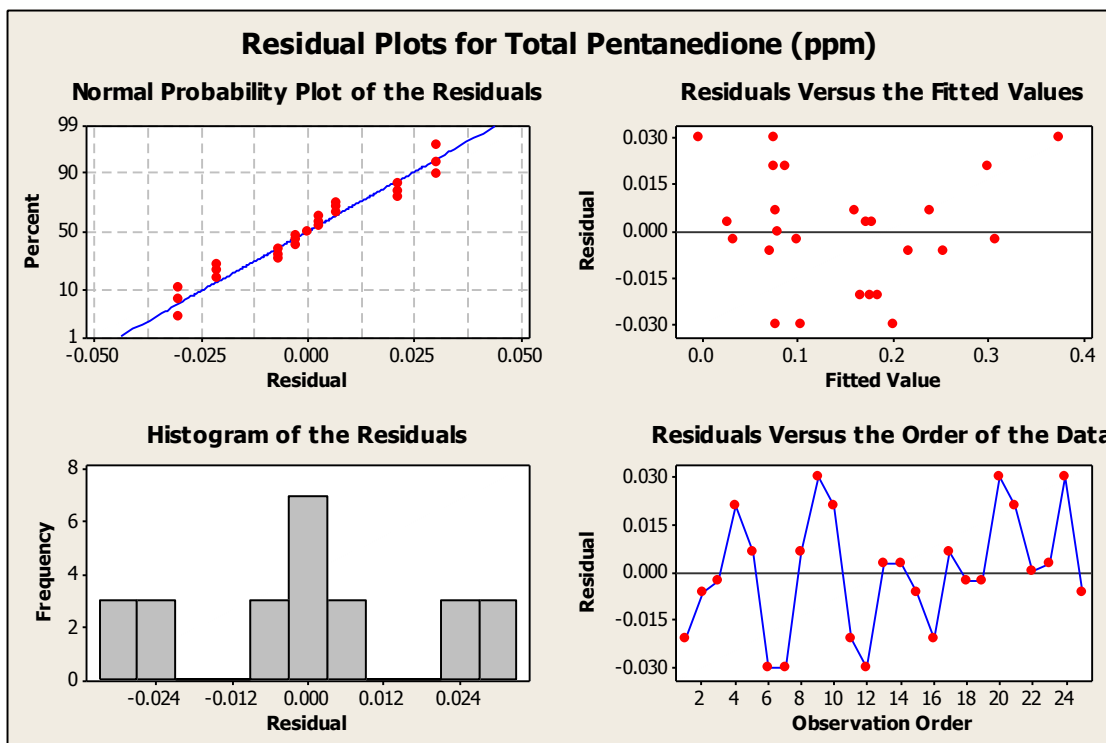 Residual Plots for Total Pentanedione (ppm)
Normal Probability Plot of the Residuals
99
90
50
10
1
Percent
-0.050 -0.025 0.000 0.025 0.050
Residual
Residuals Versus the Fitted Values
0.030
0.015
0.000
-0.015
-0.030
Residual
0.0 0.1 0.2 0.3 0.4
Fitted Value
Histogram of the Residuals
8
6
4
2
0
Frequency
-0.024 -0.012 0.000 0.012 0.024
Residual
Residuals Versus the Order of the Data
0.030
0.015
0.000
-0.015
-0.030
Residual
2 4 6 8 10 12 14 16 18 20 22 24
Observation Order